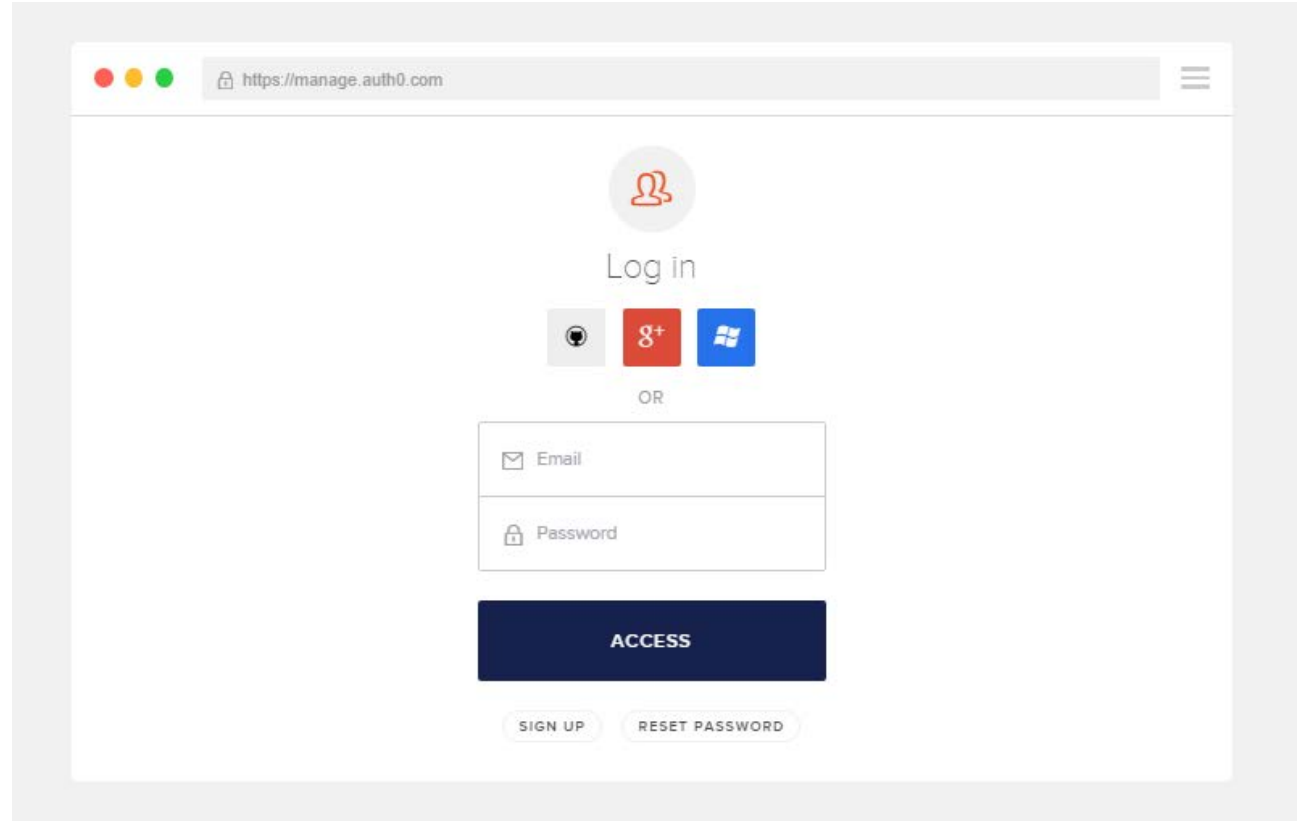 https://manage.auth0.com
Log in
g+
OR
Email
Password
ACCESS
SIGN UP RESET PASSWORD